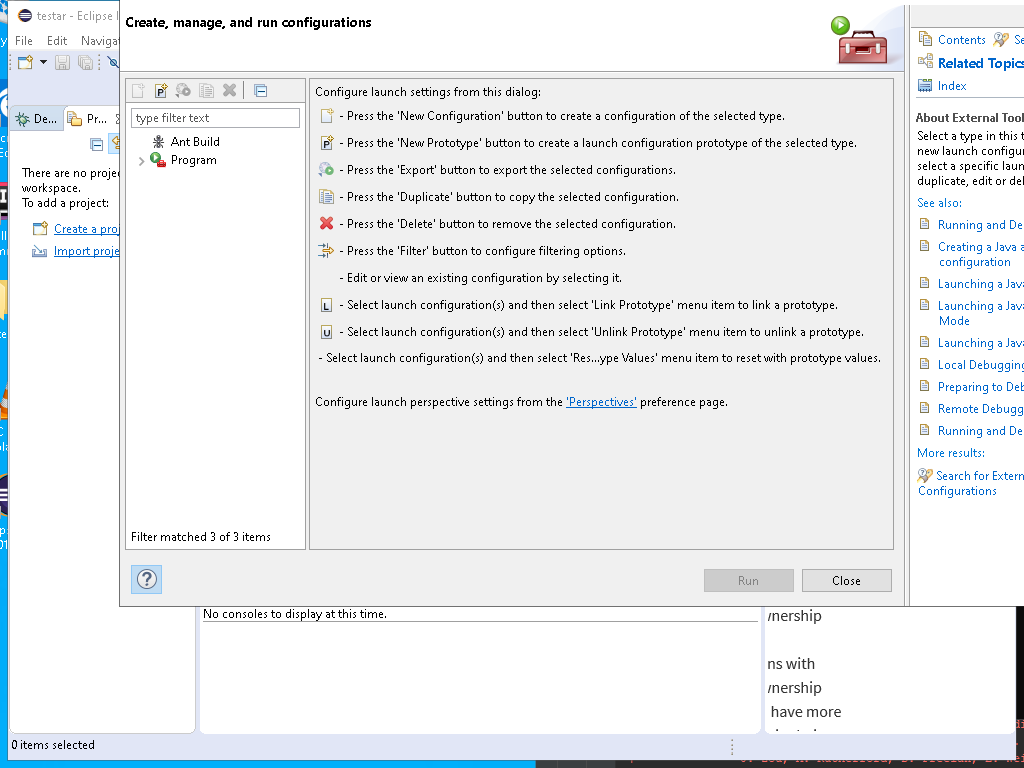 testar - Eclipse I
File Edit Navigat
De...
Pr...
There are no proje
workspace.
To add a project:
Create a proj
Import proje
0 items selected
Create, manage, and run configurations
type filter text
Ant Build
Program
Filter matched 3 of 3 items
Configure launch settings from this dialog:
- Press the 'New Configuration' button to create a configuration of the selected type.
P - Press the 'New Prototype' button to create a launch configuration prototype of the selected type.
- Press the 'Export' button to export the selected configurations.
- Press the 'Duplicate' button to copy the selected configuration.
- Press the 'Delete' button to remove the selected configuration.
- Press the 'Filter' button to configure filtering options.
- Edit or view an existing configuration by selecting it.
L - Select launch configuration(s) and then select 'Link Prototype' menu item to link a prototype.
U - Select launch configuration(s) and then select 'Unlink Prototype' menu item to unlink a prototype.
- Select launch configuration(s) and then select 'Res...ype Values' menu item to reset with prototype values.
Configure launch perspective settings from the 'Perspectives' preference page.
? Run Close
Contents Se
Related Topics
Index
About External Tool
Select a type in this t
new launch configur
select a specific laun
duplicate, edit or del
See also:
Running and De
Creating a Java a
configuration
Launching a Java
Launching a Java
Mode
Launching a Java
Local Debugging
Preparing to Deb
Remote Debugg
Running and De
More results:
Search for Extern
Configurations
No consoles to display at this time.
nership
ns with
nership
have more